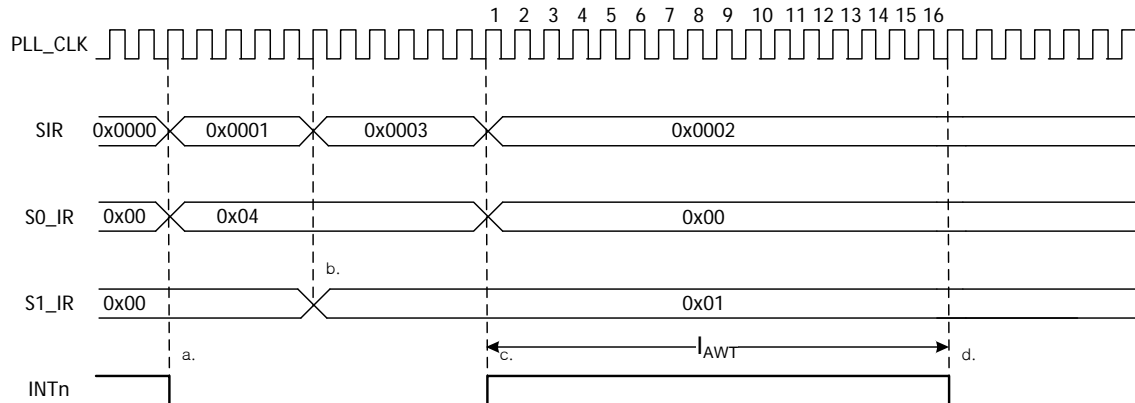 1 2 3 4 5 6 7 8 9 10 11 12 13 14 15 16
PLL_CLK
SIR 0x0000 0x0001 0x0003 0x0002
S0_IR 0x00 0x04 0x00
b.
S1_IR 0x00 0x01
a. c. IAWT d.
INTn